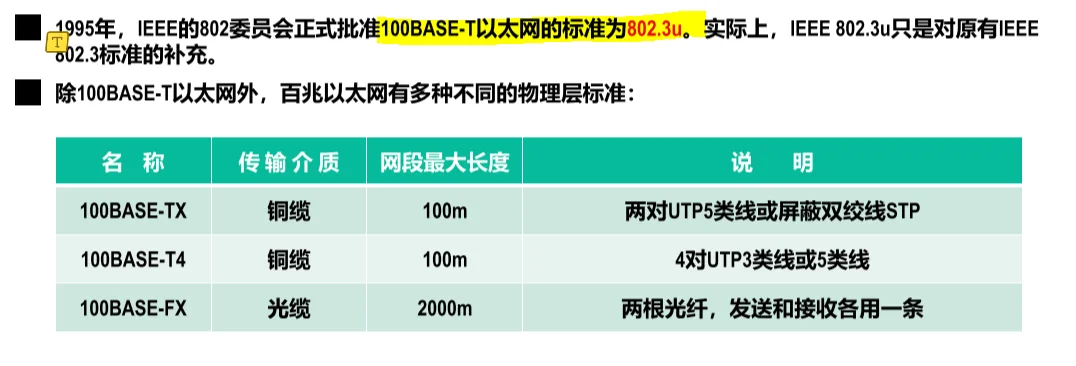 1995年，IEEE的802委员会正式批准100BASE-T以太网的标准为802.3u。实际上，IEEE 802.3u只是对原有IEEE
802.3标准的补充。
除100BASE-T以太网外，百兆以太网有多种不同的物理层标准：
名 称 传 输 介 质 网段最大长度 说 明
100BASE-TX 铜缆 100m 两对UTP5类线或屏蔽双绞线STP
100BASE-T4 铜缆 100m 4对UTP3类线或5类线
100BASE-FX 光缆 2000m 两根光纤，发送和接收各用一条